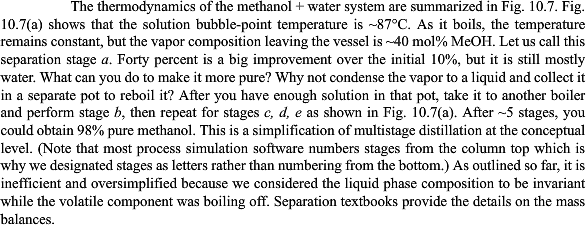 The thermodynamics of the methanol + water system are summarized in Fig. 10.7. Fig.
10.7(a) shows that the solution bubble-point temperature is ~87°C. As it boils, the temperature
remains constant, but the vapor composition leaving the vessel is ~40 mol% MeOH. Let us call this
separation stage a. Forty percent is a big improvement over the initial 10%, but it is still mostly
water. What can you do to make it more pure? Why not condense the vapor to a liquid and collect it
in a separate pot to reboil it? After you have enough solution in that pot, take it to another boiler
and perform stage b, then repeat for stages c, d, e as shown in Fig. 10.7(a). After ~5 stages, you
could obtain 98% pure methanol. This is a simplification of multistage distillation at the conceptual
level. (Note that most process simulation software numbers stages from the column top which is
why we designated stages as letters rather than numbering from the bottom.) As outlined so far, it is
inefficient and oversimplified because we considered the liquid phase composition to be invariant
while the volatile component was boiling off. Separation textbooks provide the details on the mass
balances.